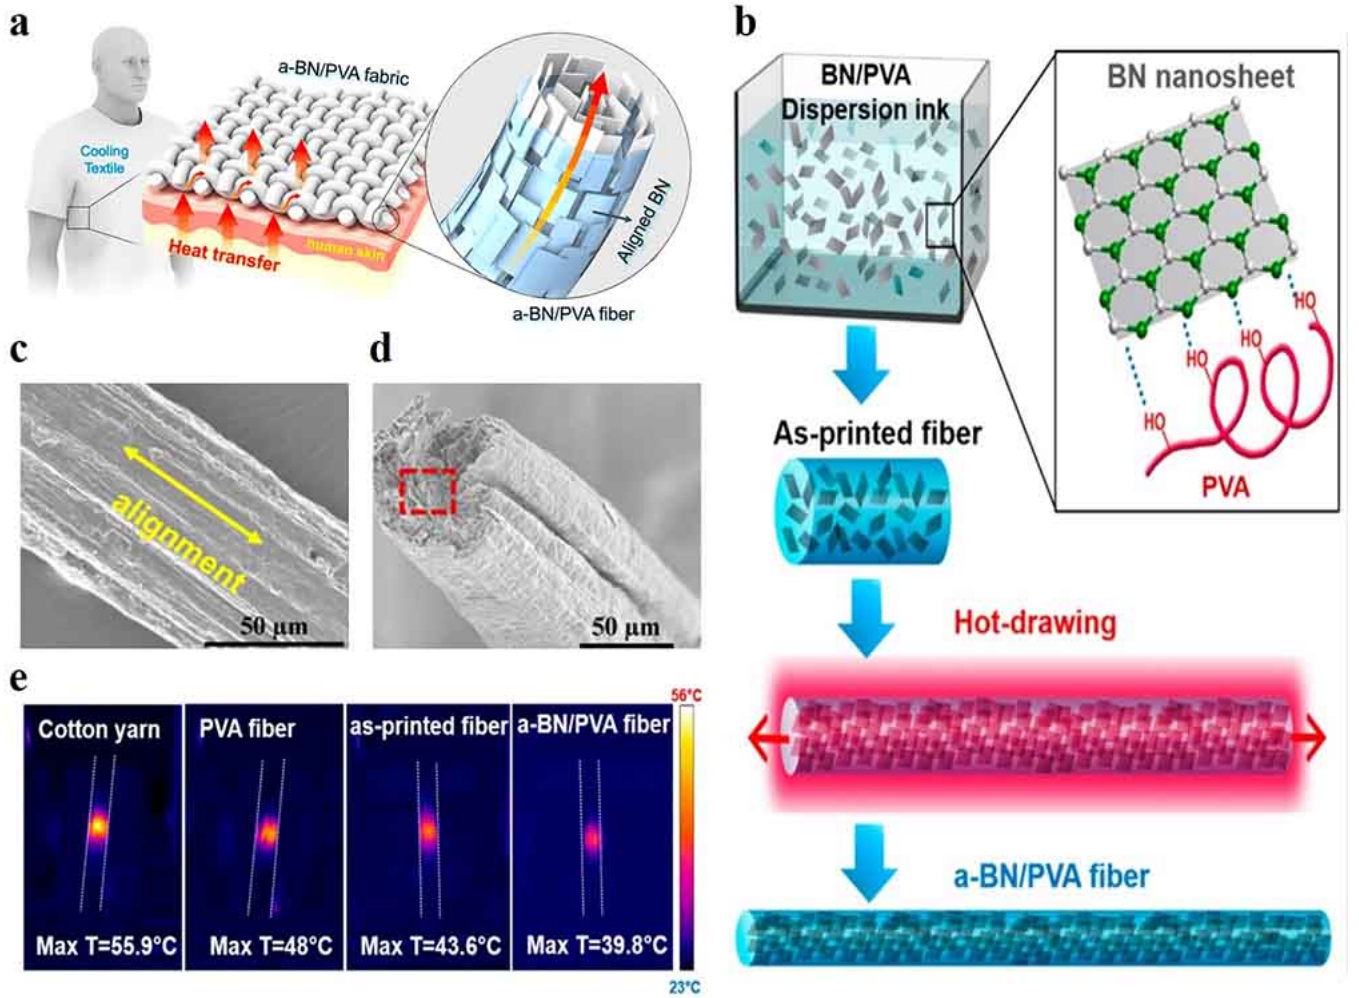 a
a-BN/PVA fabric
Cooling
Textile
Heat transfer
human skin
Aligned BN
a-BN/PVA fiber
b
BN/PVA
Dispersion ink
BN nanosheet
HO
HO
HO
HO
PVA
As-printed fiber
Hot-drawing
a-BN/PVA fiber
c
alignment
50 µm
d
50 µm
e
Cotton yarn
Max T=55.9°C
PVA fiber
Max T=48°C
as-printed fiber
Max T=43.6°C
a-BN/PVA fiber
Max T=39.8°C
56°C
23°C